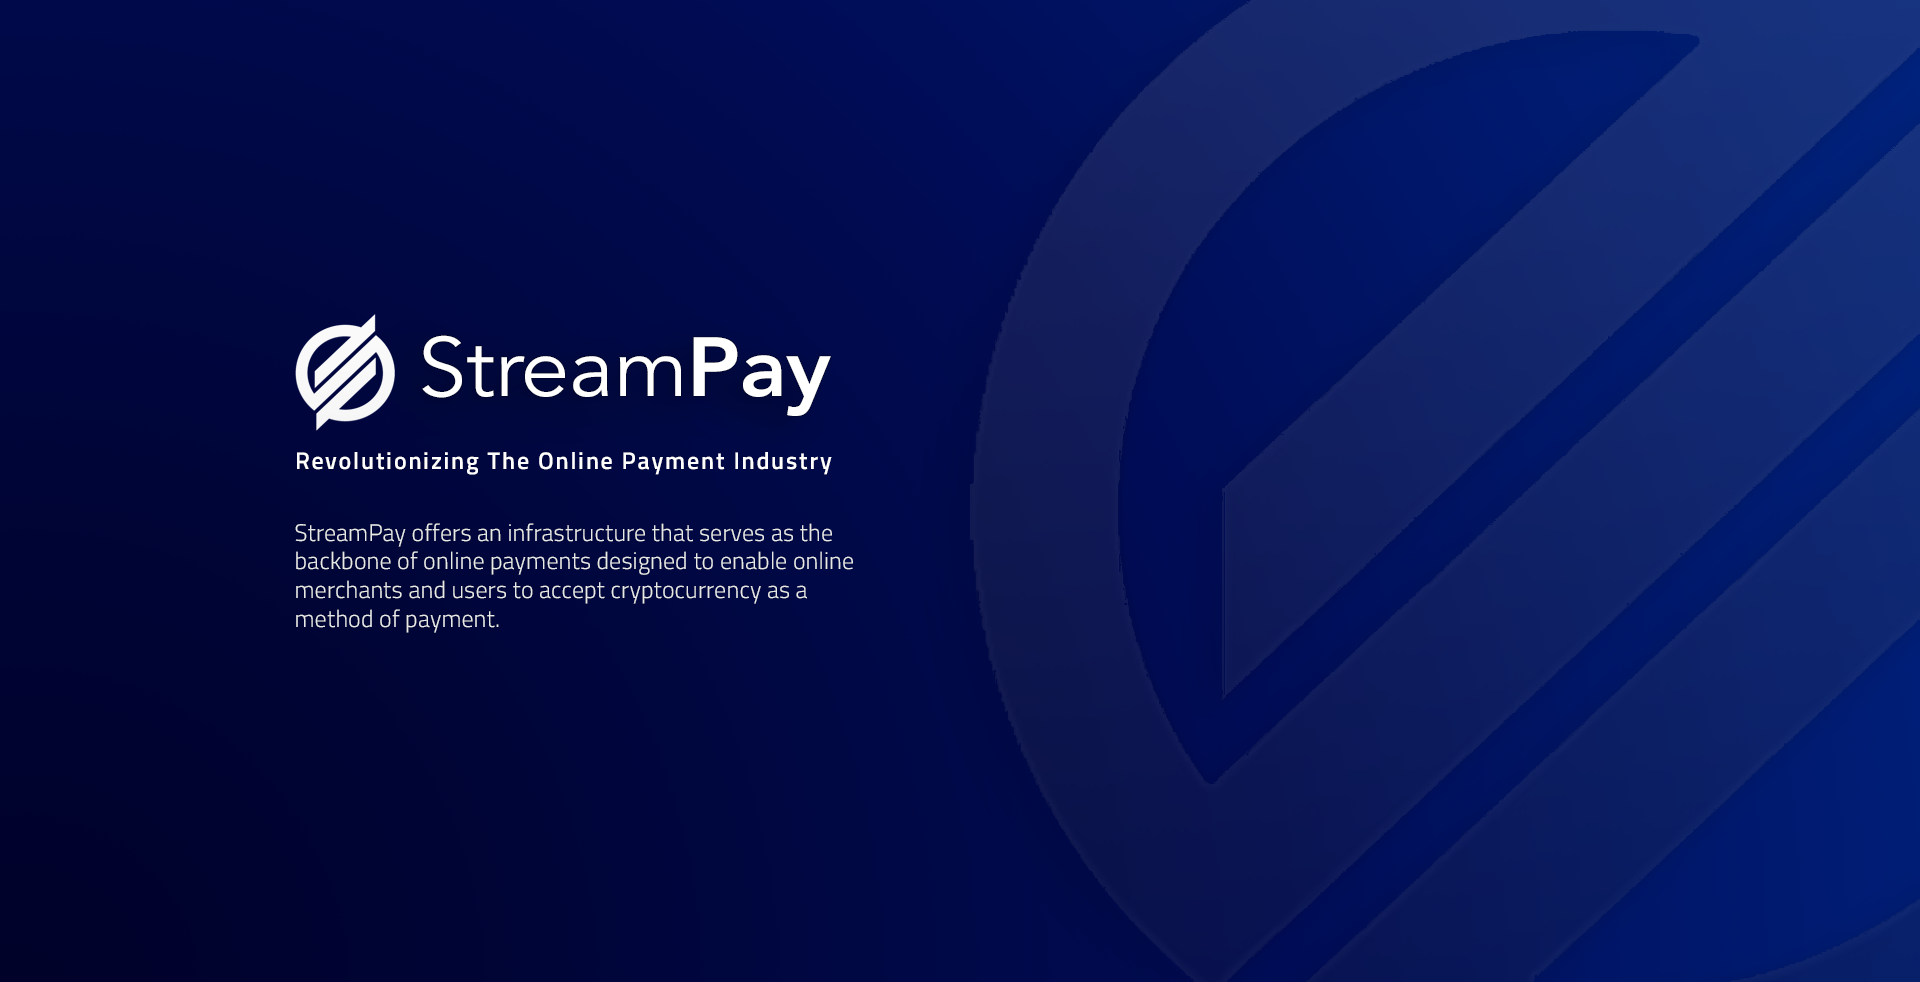 StreamPay
Revolutionizing The Online Payment Industry
StreamPay offers an infrastructure that serves as the
backbone of online payments designed to enable online
merchants and users to accept cryptocurrency as a
method of payment.